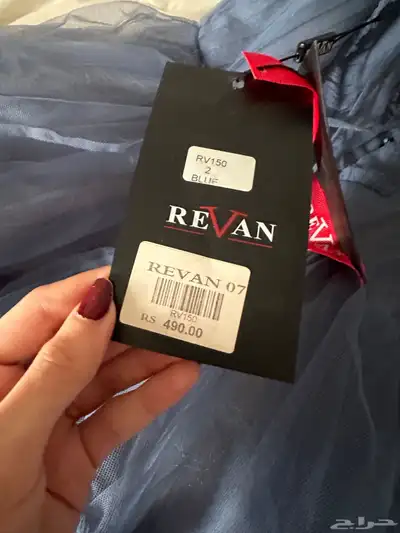 RV150
2
BLUE
REVAN
REVAN 07
RV150
RS 490.00
حراج